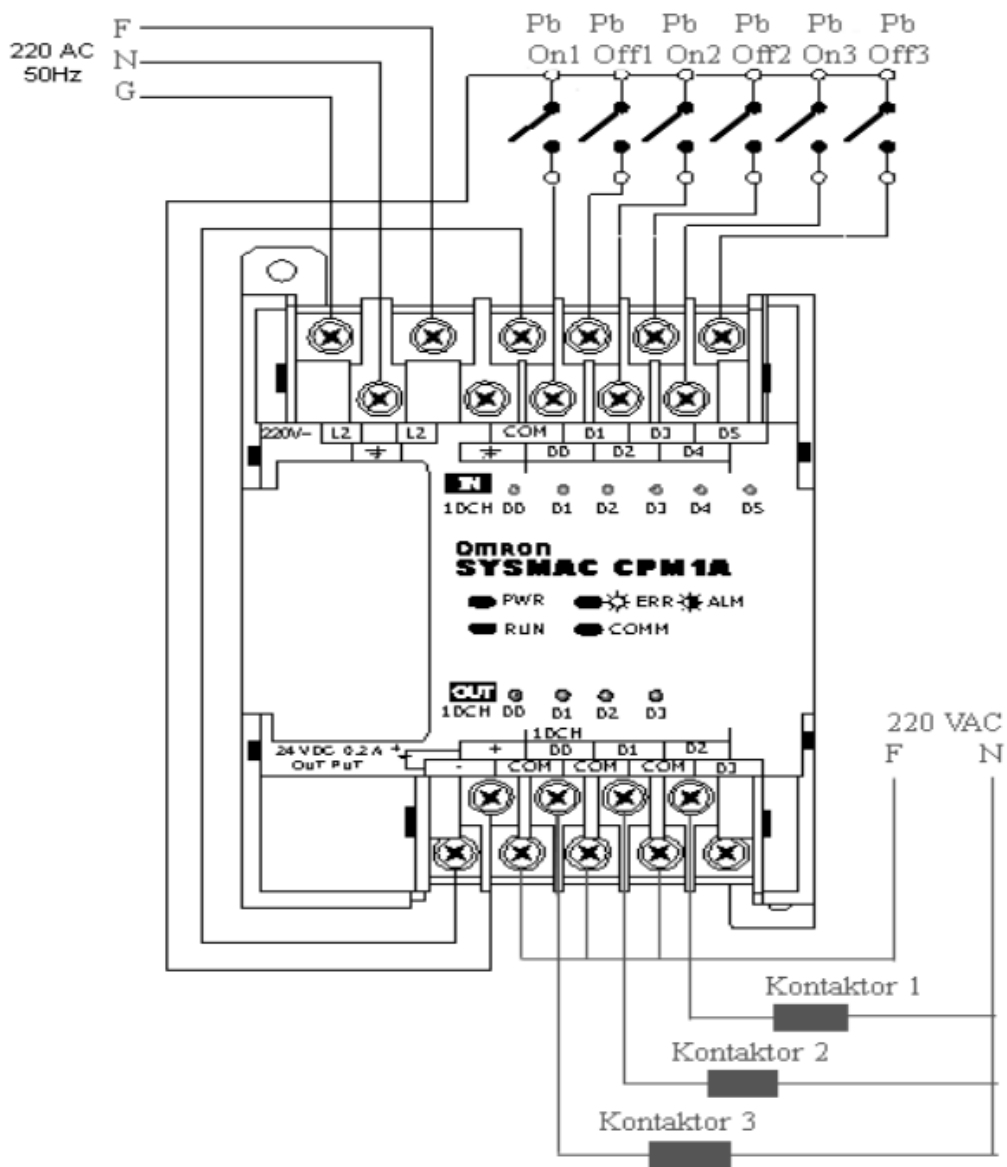 F
220 AC N
50Hz
G
Pb Pb Pb Pb Pb Pb
On1 Off1 On2 Off2 On3 Off3
220V~ L2 L2 COM D1 D3 D5
DD D2 D4
IN
1DCH DD D1 D2 D3 D4 D5
Omron
SYSMAC CPM1A
PWR ERR ALM
RUN COMM
OUT
1DCH DD D1 D2 D3
220 VAC
F N
1DCH
24 VDC 0.2 A + + DD D1 D2
OuT PuT - COM COM COM D3
Kontaktor 1
Kontaktor 2
Kontaktor 3